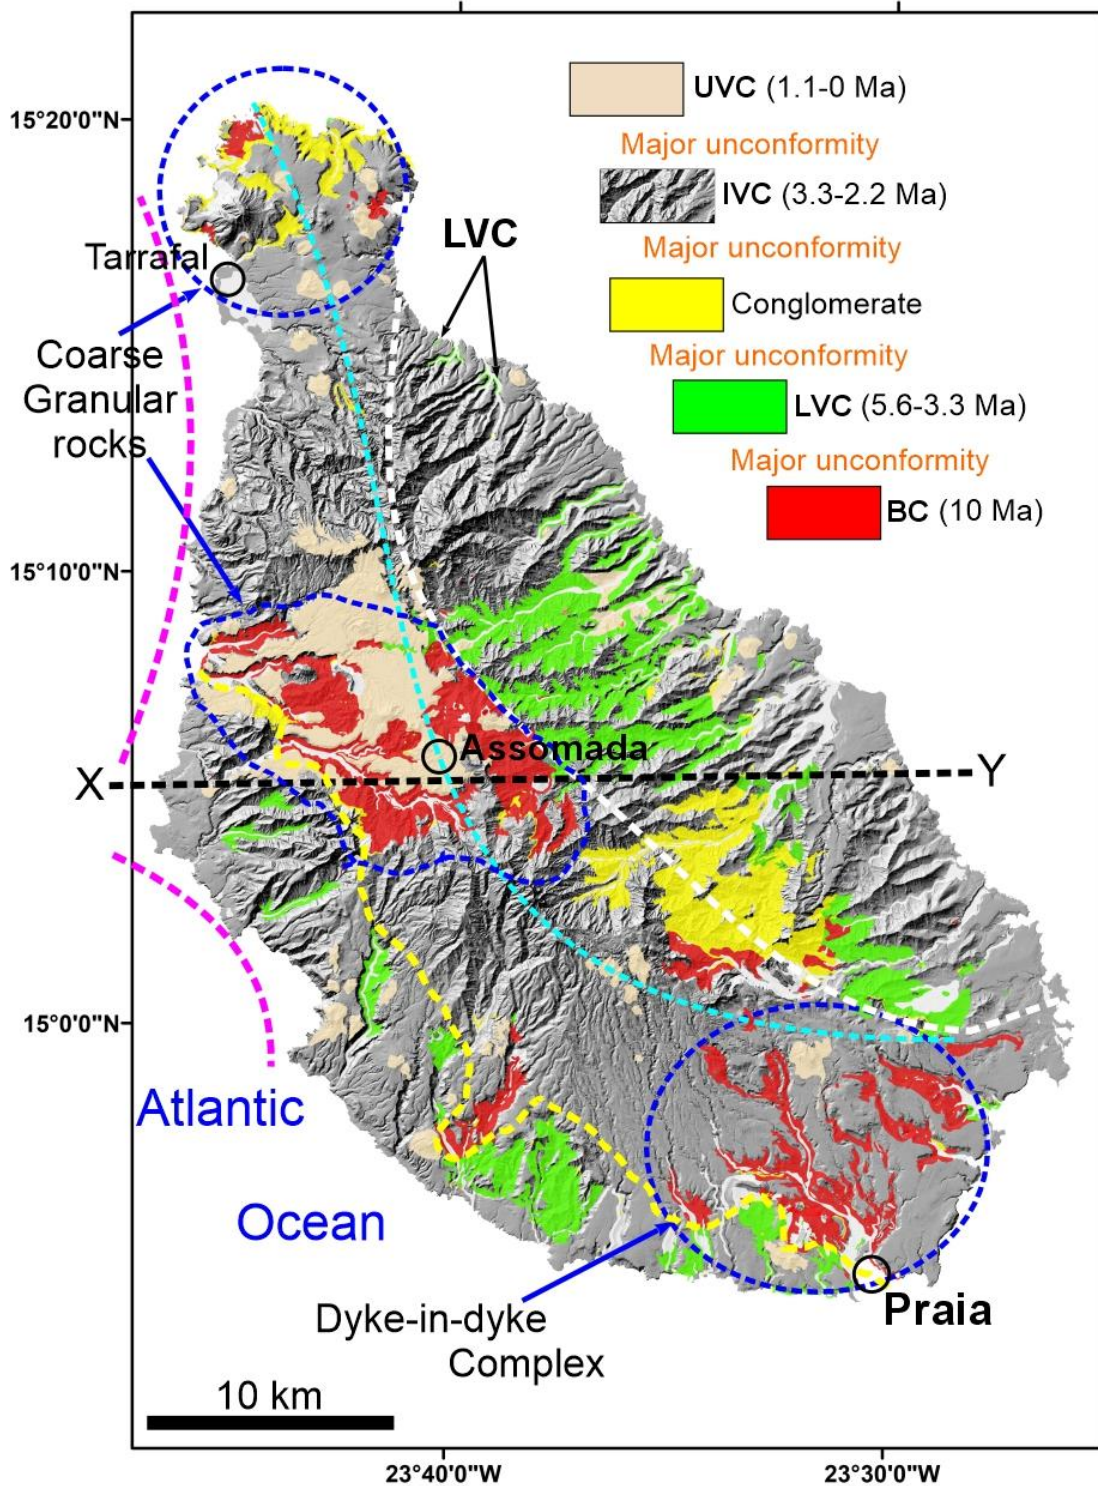 UVC (1.1-0 Ma)
Major unconformity
IVC (3.3-2.2 Ma)
Major unconformity
Conglomerate
Major unconformity
LVC (5.6-3.3 Ma)
Major unconformity
BC (10 Ma)
15°20'0"N
LVC
Tarrafal
Coarse
Granular
rocks
15°10'0"N
Assomada
X
Y
15°0'0"N
Atlantic
Ocean
Praia
Dyke-in-dyke
Complex
10 km
23°40'0"W
23°30'0"W